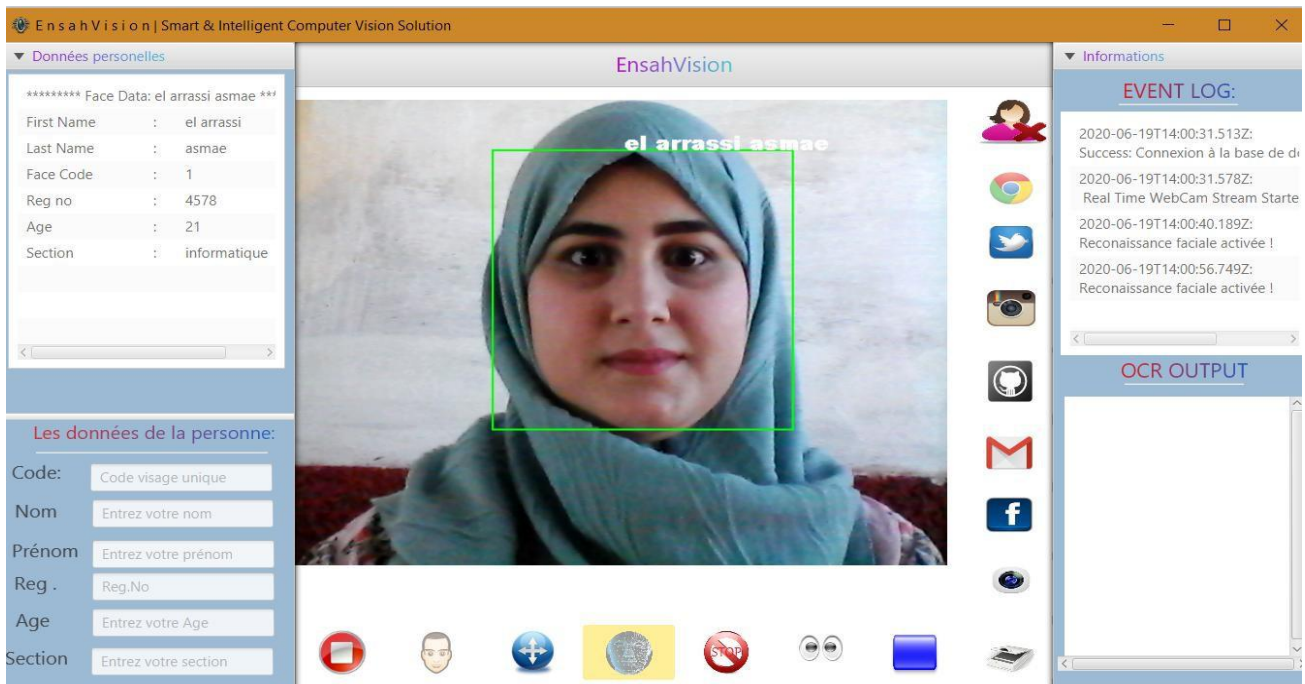 EnsahVision | Smart & Intelligent Computer Vision Solution
Données personelles
********* Face Data: el arrassi asmae ***
First Name : el arrassi
Last Name : asmae
Face Code : 1
Reg no : 4578
Age : 21
Section : informatique
Les données de la personne:
Code: Code visage unique
Nom Entrez votre nom
Prénom Entrez votre prénom
Reg . Reg.No
Age Entrez votre Age
Section Entrez votre section
EnsahVision
el arrassi asmae
f
STOP
Informations
EVENT LOG:
2020-06-19T14:00:31.513Z:
Success: Connexion à la base de
2020-06-19T14:00:31.578Z:
Real Time WebCam Stream Starte
2020-06-19T14:00:40.189Z:
Reconaissance faciale activée !
2020-06-19T14:00:56.749Z:
Reconaissance faciale activée !
OCR OUTPUT